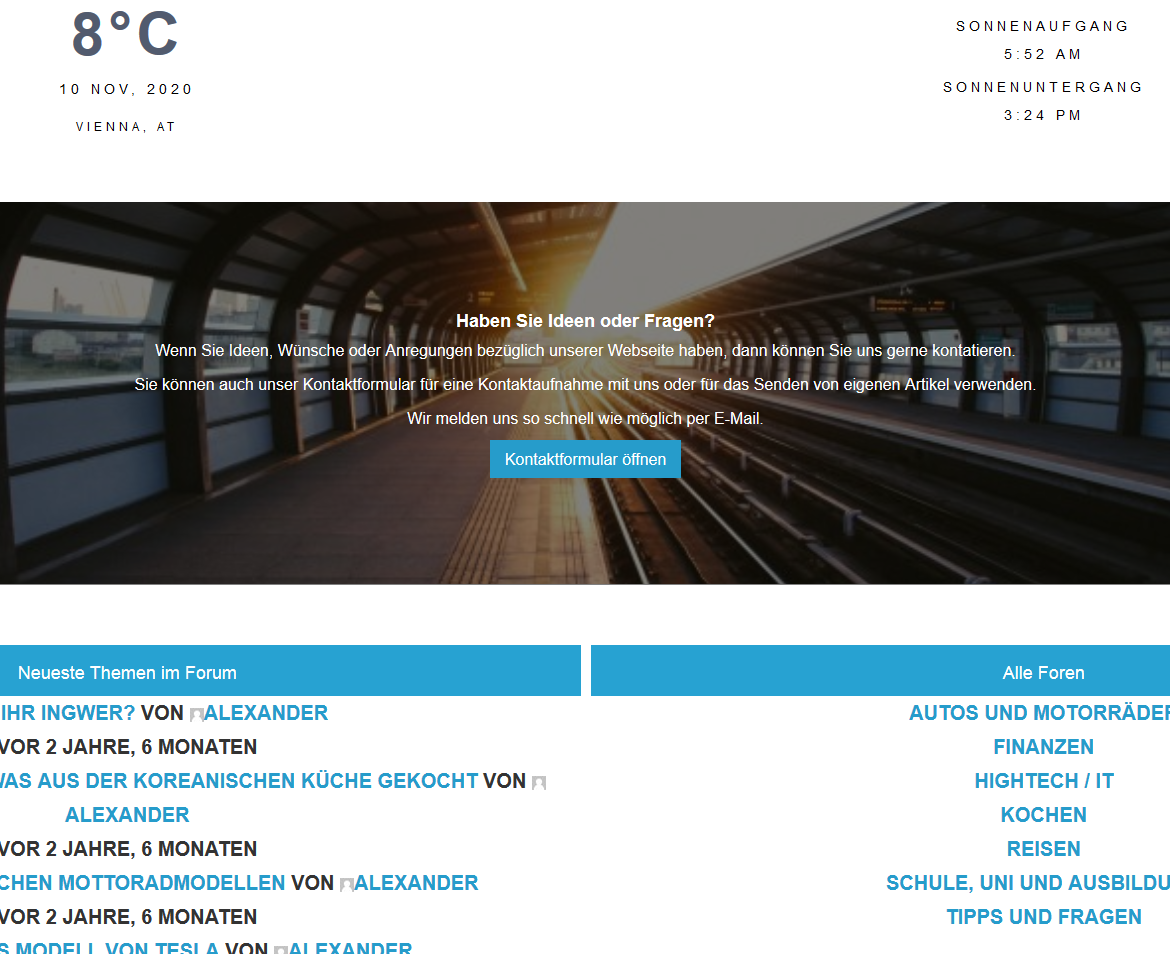 8°C
10 NOV, 2020
VIENNA, AT
SONNENAUFGANG
5:52 AM
SONNENUNTERGANG
3:24 PM
Haben Sie Ideen oder Fragen?
Wenn Sie Ideen, Wünsche oder Anregungen bezüglich unserer Webseite haben, dann können Sie uns gerne kontatieren.
Sie können auch unser Kontaktformular für eine Kontaktaufnahme mit uns oder für das Senden von eigenen Artikel verwenden.
Wir melden uns so schnell wie möglich per E-Mail.
Kontaktformular öffnen
Neueste Themen im Forum
IHR INGWER? VON ALEXANDER
VOR 2 JAHRE, 6 MONATEN
WAS AUS DER KOREANISCHEN KÜCHE GEKOCHT VON
ALEXANDER
VOR 2 JAHRE, 6 MONATEN
CHEN MOTTORADMODELLEN VON ALEXANDER
VOR 2 JAHRE, 6 MONATEN
S MODELL VON TESLA VON ALEXANDER
Alle Foren
AUTOS UND MOTORRÄDER
FINANZEN
HIGHTECH / IT
KOCHEN
REISEN
SCHULE, UNI UND AUSBILDU
TIPPS UND FRAGEN